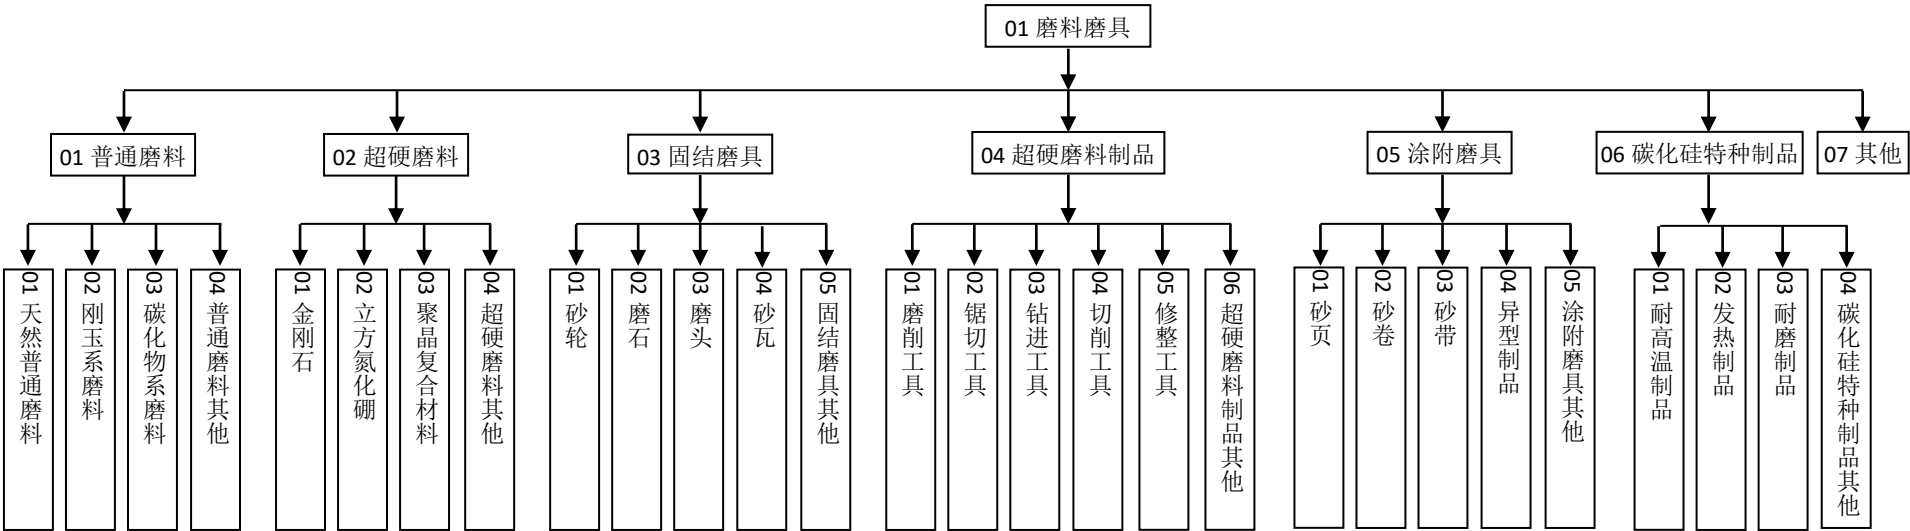 01 磨料磨具
01 普通磨料
02 超硬磨料
03 固结磨具
04 超硬磨料制品
05 涂附磨具
06 碳化硅特种制品
07 其他
01 天然普通磨料
02 刚玉系磨料
03 碳化物系磨料
04 普通磨料其他
01 金刚石
02 立方氮化硼
03 聚晶复合材料
04 超硬磨料其他
01 砂轮
02 磨石
03 磨头
04 砂瓦
05 固结磨具其他
01 磨削工具
02 锯切工具
03 钻进工具
04 切削工具
05 修整工具
06 超硬磨料制品其他
01 砂页
02 砂卷
03 砂带
04 异型制品
05 涂附磨具其他
01 耐高温制品
02 发热制品
03 耐磨制品
04 碳化硅特种制品其他